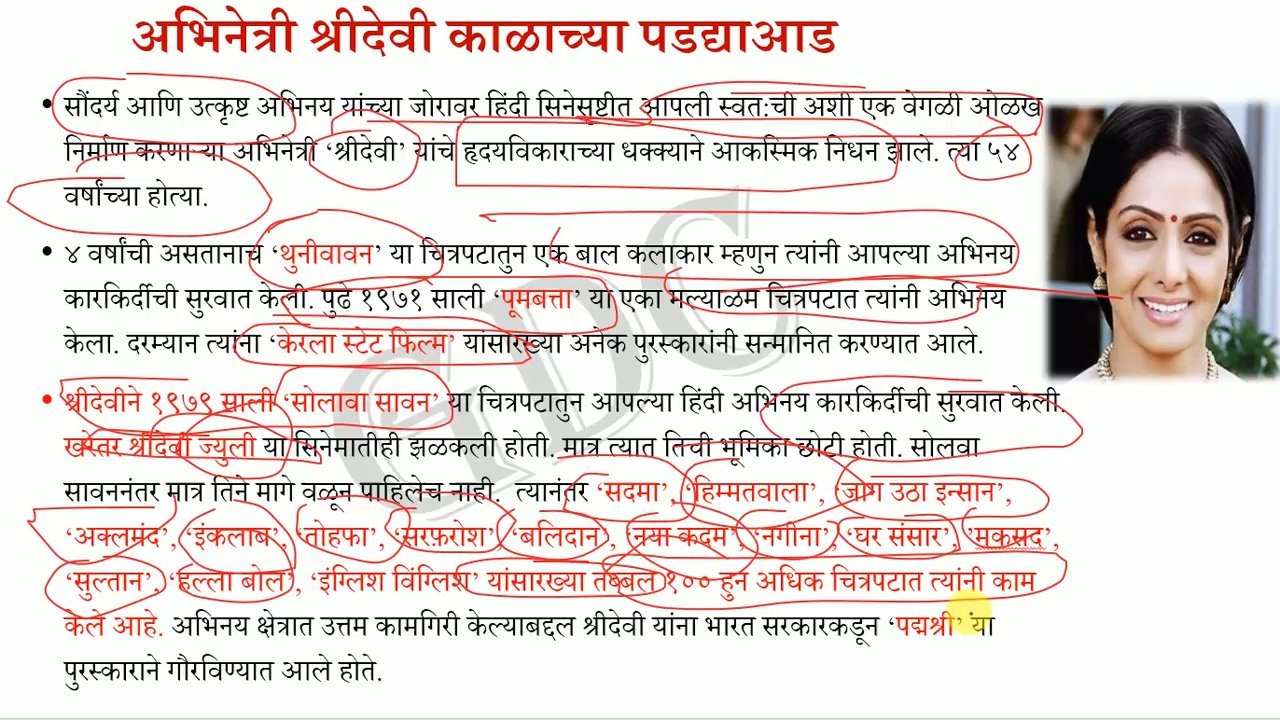 अभिनेत्री श्रीदेवी काळाच्या पडद्याआड
• सौंदर्य आणि उत्कृष्ट अभिनय यांच्या जोरावर हिंदी सिनेसृष्टीत आपली स्वत:ची अशी एक वेगळी ओळख
निर्माण करणाऱ्या अभिनेत्री ‘श्रीदेवी’ यांचे हृदयविकाराच्या धक्क्याने आकस्मिक निधन झाले. त्या ५४
वर्षांच्या होत्या.
• ४ वर्षांची असतानाच ‘थुनीवावन’ या चित्रपटातुन एक बाल कलाकार म्हणुन त्यांनी आपल्या अभिनय
कारकिर्दीची सुरवात केली. पुढे १९७१ साली ‘पूमबत्ता’ या एका मल्याळम चित्रपटात त्यांनी अभिनय
केला. दरम्यान त्यांना ‘केरला स्टेट फिल्म’ यांसारख्या अनेक पुरस्कारांनी सन्मानित करण्यात आले.
• श्रीदेवीने १९७९ साली ‘सोलावा सावन’ या चित्रपटातुन आपल्या हिंदी अभिनय कारकिर्दीची सुरवात केली.
खरेतर श्रीदेवी ज्युली या सिनेमातीही झळकली होती. मात्र त्यात तिची भूमिका छोटी होती. सोलवा
सावननंतर मात्र तिने मागे वळून पाहिलेच नाही. त्यानंतर ‘सदमा’, ‘हिम्मतवाला’, ‘जाग उठा इन्सान’,
‘अक्लमंद’, ‘इंकलाब’, ‘तोहफा’, ‘सरफ़रोश’, ‘बलिदान’, ‘नया कदम’, ‘नगीना’, ‘घर संसार’, ‘मकसद’,
‘सुल्तान’, ‘हल्ला बोल’, ‘इंग्लिश विंग्लिश’ यांसारख्या तब्बल १०० हुन अधिक चित्रपटात त्यांनी काम
केले आहे. अभिनय क्षेत्रात उत्तम कामगिरी केल्याबद्दल श्रीदेवी यांना भारत सरकारकडून ‘पद्मश्री’ या
पुरस्काराने गौरविण्यात आले होते.
GDC